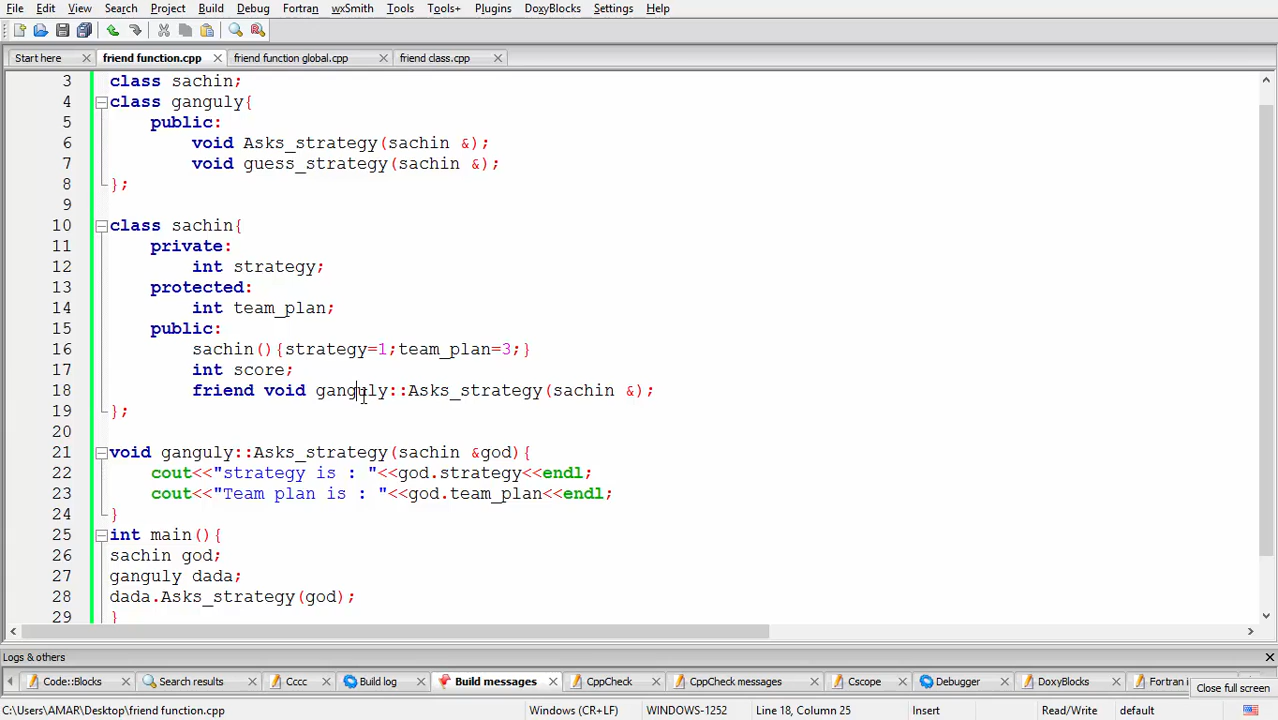 File Edit View Search Project Build Debug Fortran wxSmith Tools Tools+ Plugins DoxyBlocks Settings Help
Start here friend function.cpp friend function global.cpp friend class.cpp
3 class sachin;
4 class ganguly{
5 public:
6 void Asks_strategy(sachin &);
7 void guess_strategy(sachin &);
8 };
9
10 class sachin{
11 private:
12 int strategy;
13 protected:
14 int team_plan;
15 public:
16 sachin(){strategy=1;team_plan=3;}
17 int score;
18 friend void ganguly::Asks_strategy(sachin &);
19 };
20
21 void ganguly::Asks_strategy(sachin &god){
22 cout<<"strategy is : "<<god.strategy<<endl;
23 cout<<"Team plan is : "<<god.team_plan<<endl;
24 }
25 int main(){
26 sachin god;
27 ganguly dada;
28 dada.Asks_strategy(god);
29 }
Logs & others
Code::Blocks Search results Cccc Build log Build messages CppCheck CppCheck messages Cscope Debugger DoxyBlocks Fortran i Close full screen
C:\Users\AMAR\Desktop\friend function.cpp Windows (CR+LF) WINDOWS-1252 Line 18, Column 25 Insert Read/Write default